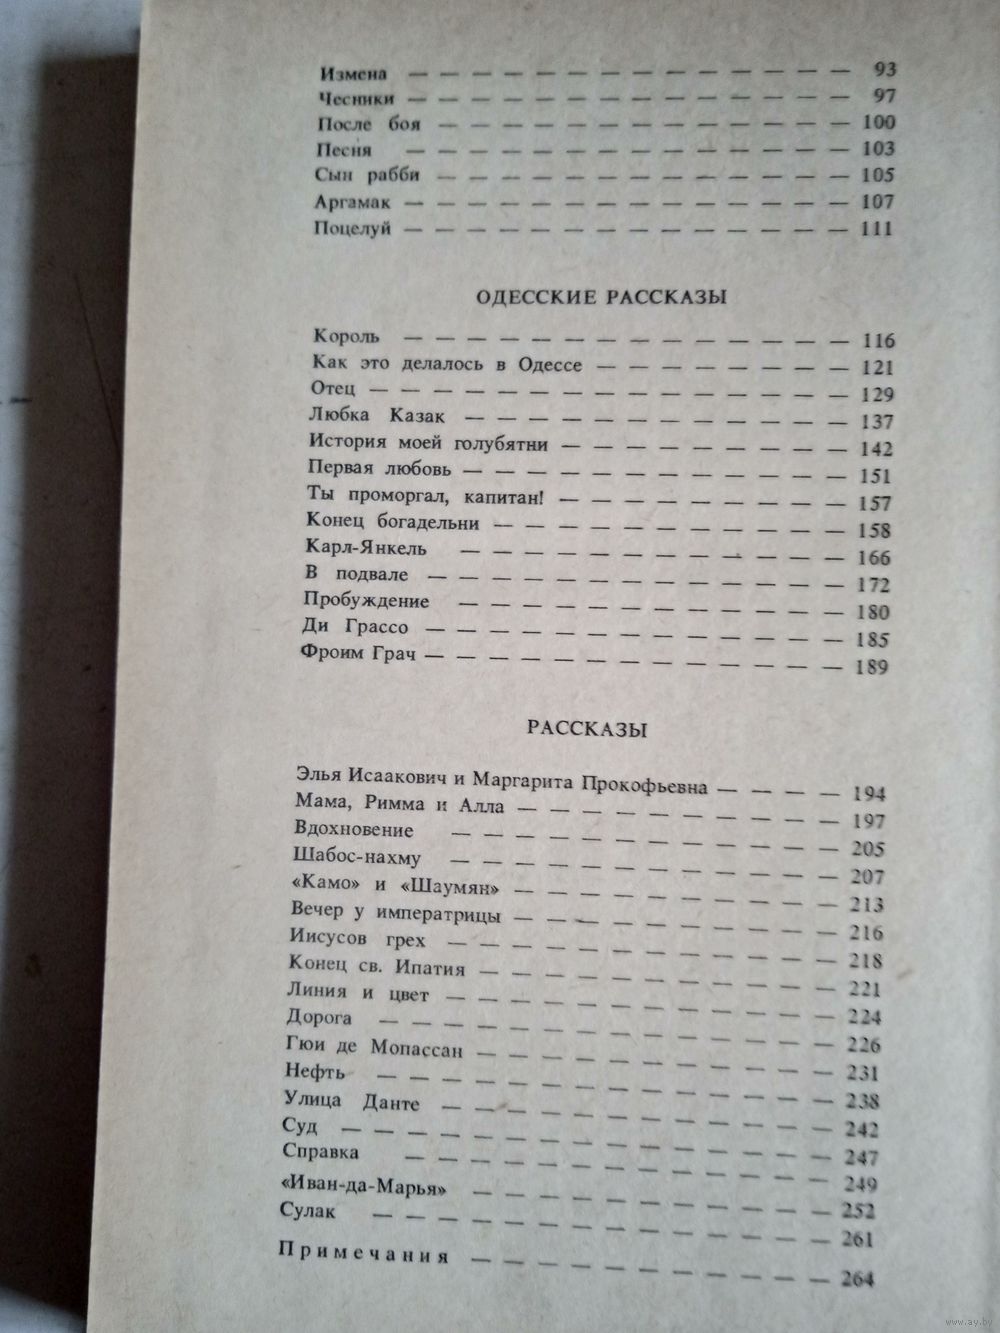 Измена — — — — — — — — — — — — — — 93
Чесники — — — — — — — — — — — — — — 97
После боя — — — — — — — — — — — — — 100
Песня — — — — — — — — — — — — — — 103
Сын рабби — — — — — — — — — — — — — 105
Аргамак — — — — — — — — — — — — — — 107
Поцелуй — — — — — — — — — — — — — — 111
ОДЕССКИЕ РАССКАЗЫ
Король — — — — — — — — — — — — — — 116
Как это делалось в Одессе — — — — — — — — 121
Отец — — — — — — — — — — — — — — — 129
Любка Казак — — — — — — — — — — — — 137
История моей голубятни — — — — — — — — — 142
Первая любовь — — — — — — — — — — — — 151
Ты проморгал, капитан! — — — — — — — — — 157
Конец богадельни — — — — — — — — — — — 158
Карл-Янкель — — — — — — — — — — — — 166
В подвале — — — — — — — — — — — — — 172
Пробуждение — — — — — — — — — — — — 180
Ди Грассо — — — — — — — — — — — — — 185
Фроим Грач — — — — — — — — — — — — — 189
РАССКАЗЫ
Элья Исаакович и Маргарита Прокофьевна — — — — 194
Мама, Римма и Алла — — — — — — — — — — 197
Вдохновение — — — — — — — — — — — — 205
Шабос-нахму — — — — — — — — — — — — 207
«Камо» и «Шаумян» — — — — — — — — — — 213
Вечер у императрицы — — — — — — — — — — 216
Иисусов грех — — — — — — — — — — — — 218
Конец св. Ипатия — — — — — — — — — — — 221
Линия и цвет — — — — — — — — — — — — 224
Дорога — — — — — — — — — — — — — — 226
Гюи де Мопассан — — — — — — — — — — — 231
Нефть — — — — — — — — — — — — — — 238
Улица Данте — — — — — — — — — — — — 242
Суд — — — — — — — — — — — — — — — 247
Справка — — — — — — — — — — — — — 249
«Иван-да-Марья» — — — — — — — — — — — 252
Сулак — — — — — — — — — — — — — — 261
Примечания — — — — — — — — — — — 264
www.ay.by